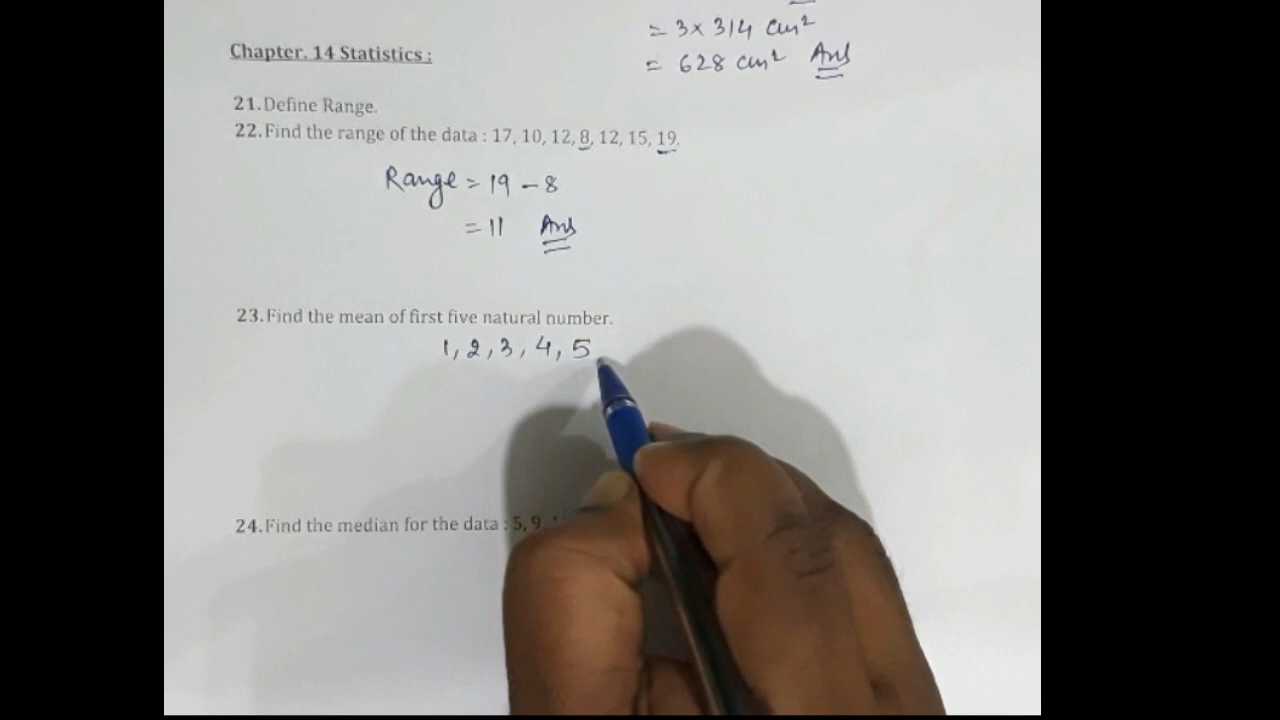 = 3 x 314 cm²
Chapter. 14 Statistics :
= 628 cm² Ans
21.Define Range.
22.Find the range of the data : 17, 10, 12, 8, 12, 15, 19.
Range = 19 - 8
= 11 Ans
23.Find the mean of first five natural number.
1, 2, 3, 4, 5
24.Find the median for the data : 5, 9,